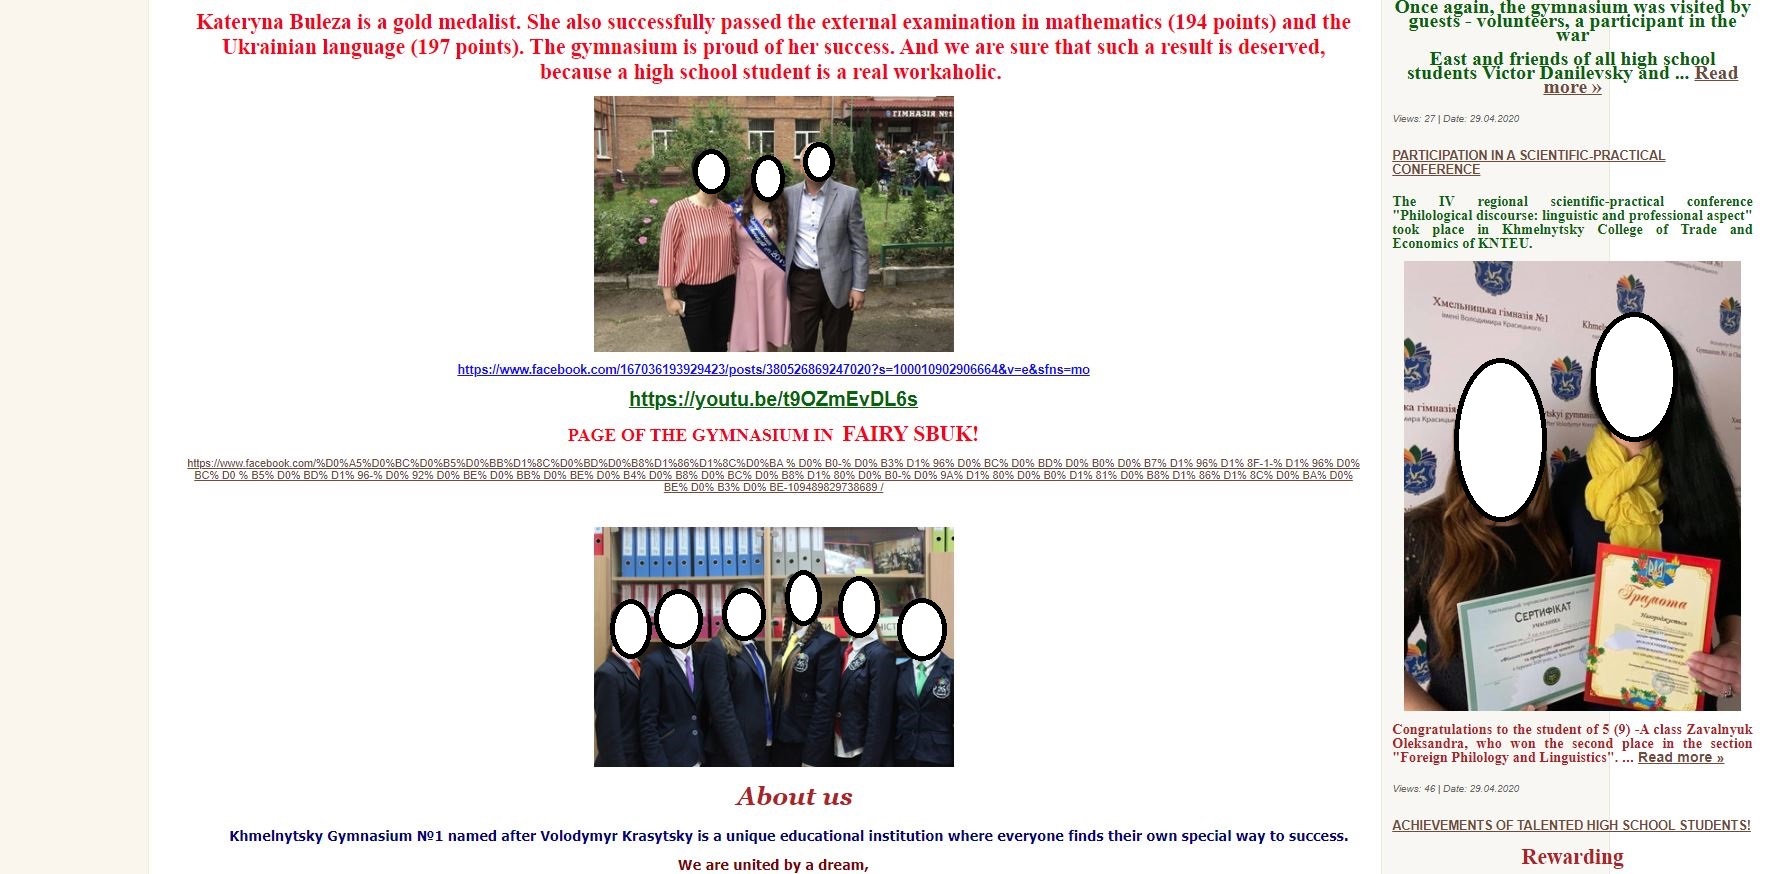 Kateryna Buleza is a gold medalist. She also successfully passed the external examination in mathematics (194 points) and the
Ukrainian language (197 points). The gymnasium is proud of her success. And we are sure that such a result is deserved,
because a high school student is a real workaholic.
ГІМНАЗІЯ №1
https://www.facebook.com/167036193929423/posts/380526869247020?s=100010902906664&v=e&sfns=mo
https://youtu.be/t9OZmEvDL6s
PAGE OF THE GYMNASIUM IN FAIRY SBUK!
https://www.facebook.com/%D0%A5%D0%BC%D0%B5%D0%BB%D1%8C%D0%BD%D0%B8%D1%86%D1%8C%D0%BA % D0% B0-% D0% B3% D1% 96% D0% BC% D0% BD% D0% B0% D0% B7% D1% 96% D1% 8F-1-% D1% 96% D0%
BC% D0 % B5% D0% BD% D1% 96-% D0% 92% D0% BE% D0% BB% D0% BE% D0% B4% D0% B8% D0% BC% D0% B8% D1% 80% D0% B0-% D0% 9A% D1% 80% D0% B0% D1% 81% D0% B8% D1% 86% D1% 8C% D0% BA% D0%
BE% D0% B3% D0% BE-109489829738689 /
About us
Khmelnytsky Gymnasium №1 named after Volodymyr Krasytsky is a unique educational institution where everyone finds their own special way to success.
We are united by a dream,
Once again, the gymnasium was visited by
guests - volunteers, a participant in the
war
East and friends of all high school
students Victor Danilevsky and ... Read
more »
Views: 27 | Date: 29.04.2020
PARTICIPATION IN A SCIENTIFIC-PRACTICAL
CONFERENCE
The IV regional scientific-practical conference
"Philological discourse: linguistic and professional aspect"
took place in Khmelnytsky College of Trade and
Economics of KNTEU.
Хмельницька гімназія №1
імені Володимира Красицького
СЕРТИФІКАТ
УЧАСНИКА
Грамота
Нагороджується
Congratulations to the student of 5 (9) -A class Zavalnyuk
Oleksandra, who won the second place in the section
"Foreign Philology and Linguistics". ... Read more »
Views: 46 | Date: 29.04.2020
ACHIEVEMENTS OF TALENTED HIGH SCHOOL STUDENTS!
Rewarding